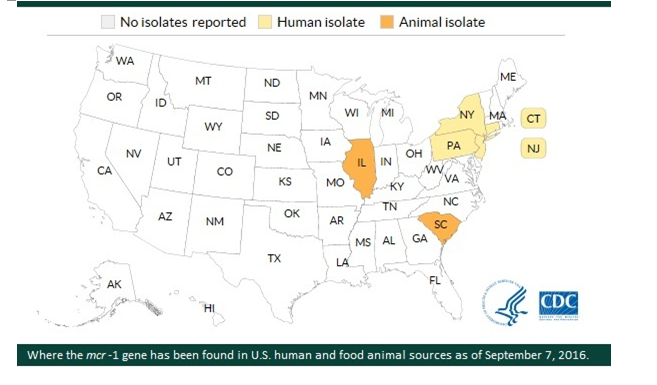 No isolates reported Human isolate Animal isolate
WA
MT
ND
MN
ME
OR
ID
WY
SD
WI
MI
NY
MA
CT
NV
UT
CO
NE
IA
IL
IN
OH
PA
NJ
CA
KS
MO
KY
WV
VA
AZ
NM
OK
AR
TN
NC
SC
TX
LA
MS
AL
GA
FL
AK
HI
CDC
Where the mcr -1 gene has been found in U.S. human and food animal sources as of September 7, 2016.